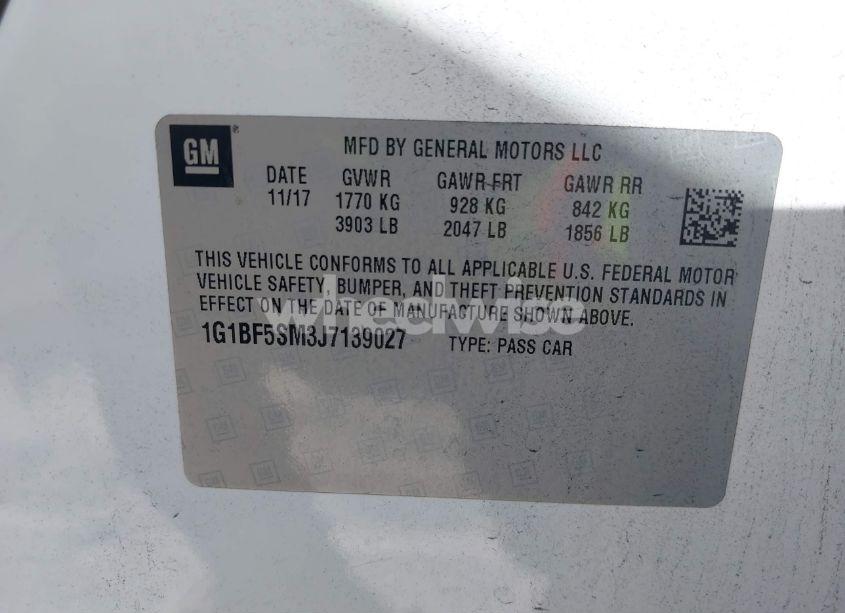 GM
MFD BY GENERAL MOTORS LLC
DATE GVWR GAWR FRT GAWR RR
11/17 1770 KG 928 KG 842 KG
3903 LB 2047 LB 1856 LB
THIS VEHICLE CONFORMS TO ALL APPLICABLE U.S. FEDERAL MOTOR
VEHICLE SAFETY, BUMPER, AND THEFT PREVENTION STANDARDS IN
EFFECT ON THE DATE OF MANUFACTURE SHOWN ABOVE.
1G1BF5SM3J7139027 TYPE: PASS CAR
wheelwise